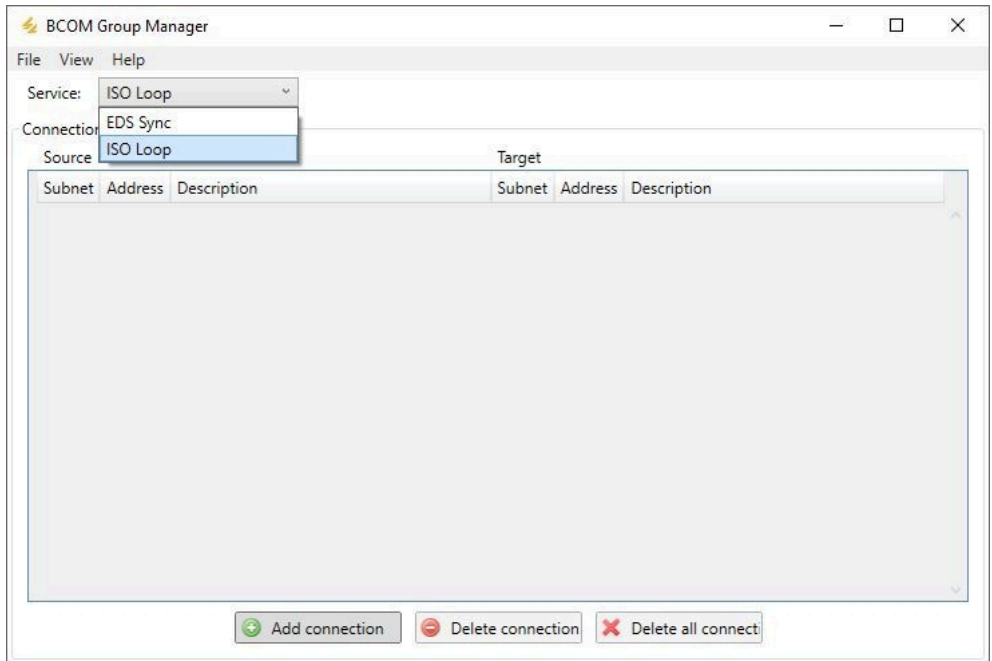 BCOM Group Manager
File View Help
Service: ISO Loop
EDS Sync
ISO Loop
Connection
Source Target
Subnet Address Description Subnet Address Description
Add connection Delete connection Delete all connecti